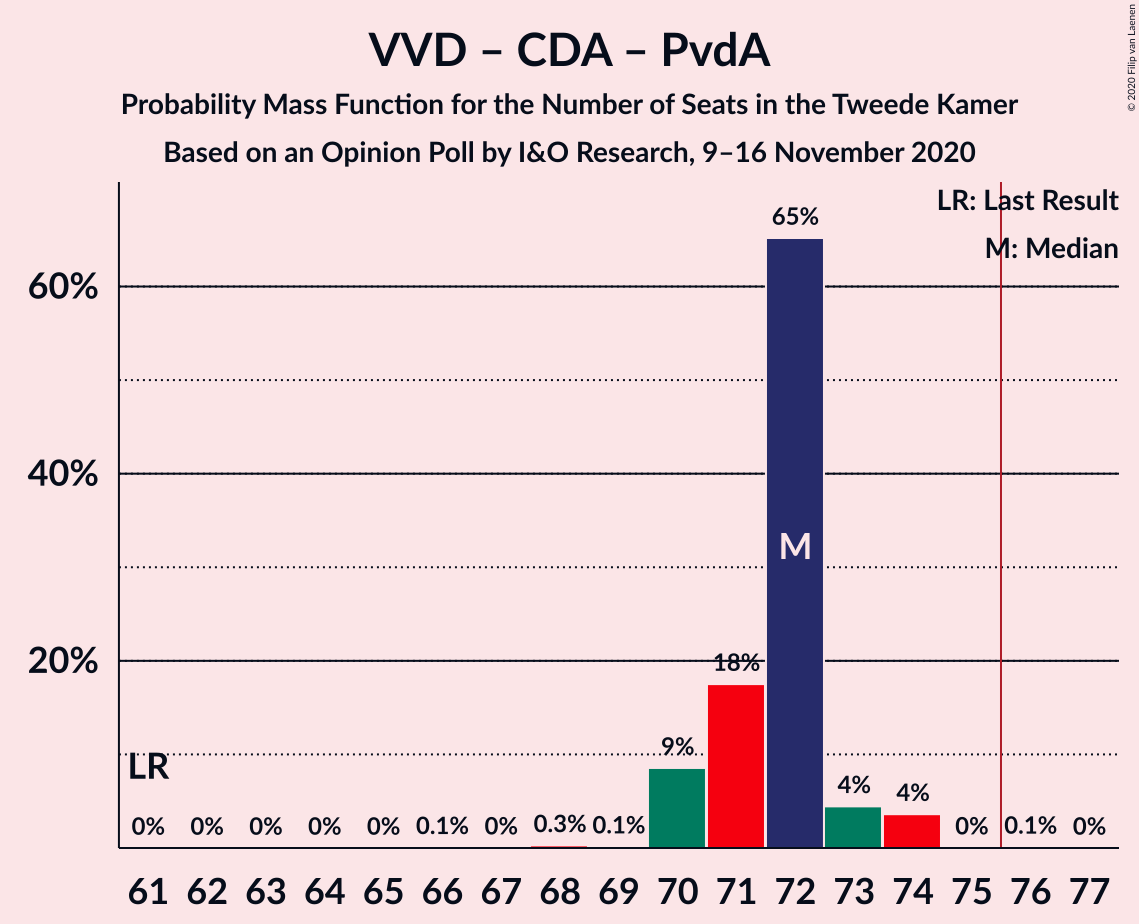 VVD – CDA – PvdA
Probability Mass Function for the Number of Seats in the Tweede Kamer
Based on an Opinion Poll by I&O Research, 9–16 November 2020
© 2020 Filip van Laenen
LR: Last Result
M: Median
65%
60%
M
40%
20%
18%
9%
LR
4%
4%
0% 0% 0% 0% 0% 0.1% 0% 0.3% 0.1% 0% 0.1% 0%
61 62 63 64 65 66 67 68 69 70 71 72 73 74 75 76 77